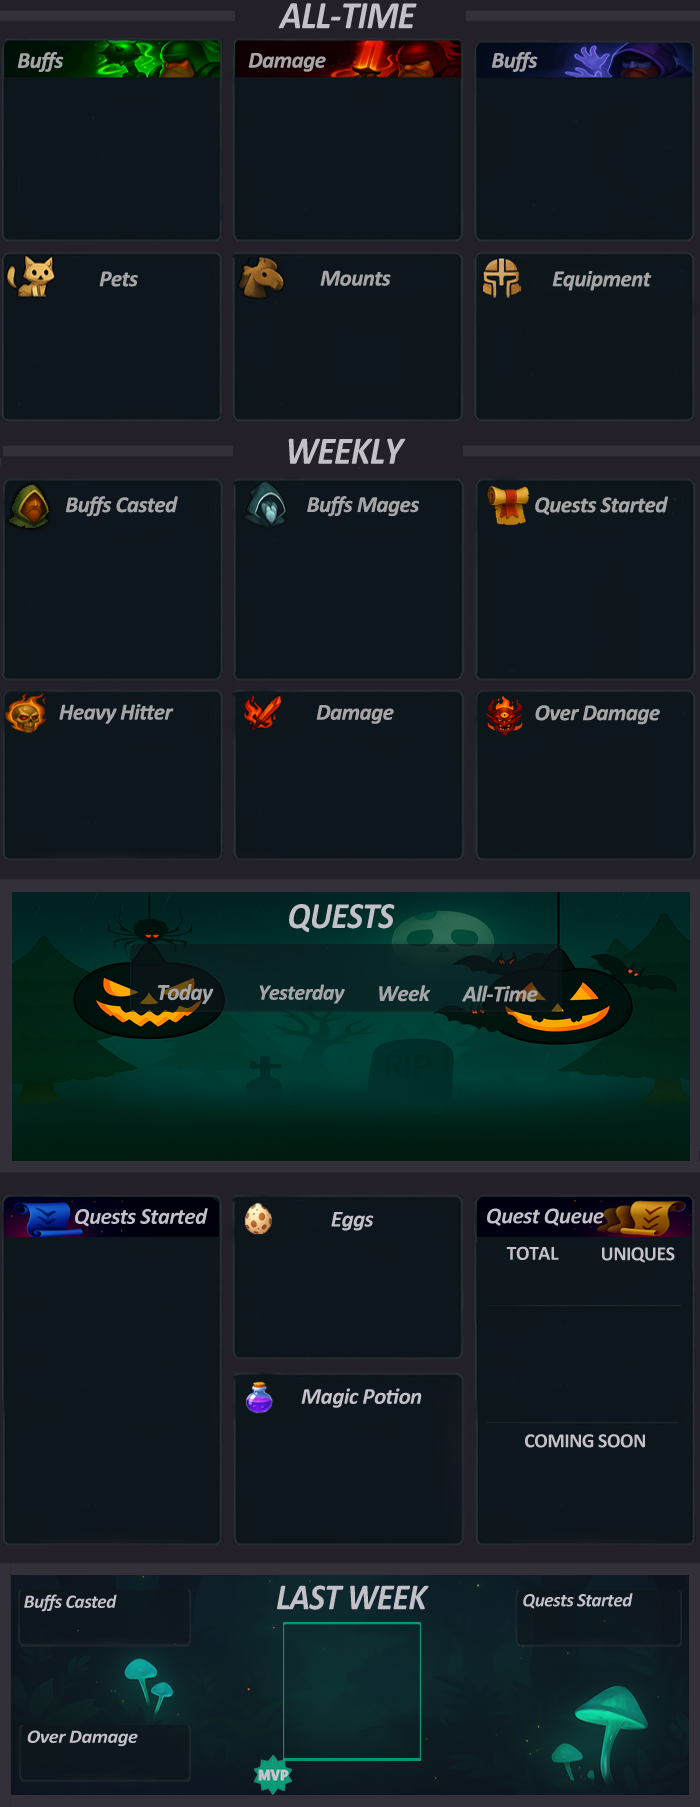 ALL-TIME
Buffs
Damage
Buffs
Pets
Mounts
Equipment
WEEKLY
Buffs Casted
Buffs Mages
Quests Started
Heavy Hitter
Damage
Over Damage
QUESTS
Today
Yesterday
Week
All-Time
RIP
Quests Started
Eggs
Quest Queue
TOTAL
UNIQUES
Magic Potion
COMING SOON
LAST WEEK
Buffs Casted
Quests Started
Over Damage
MVP